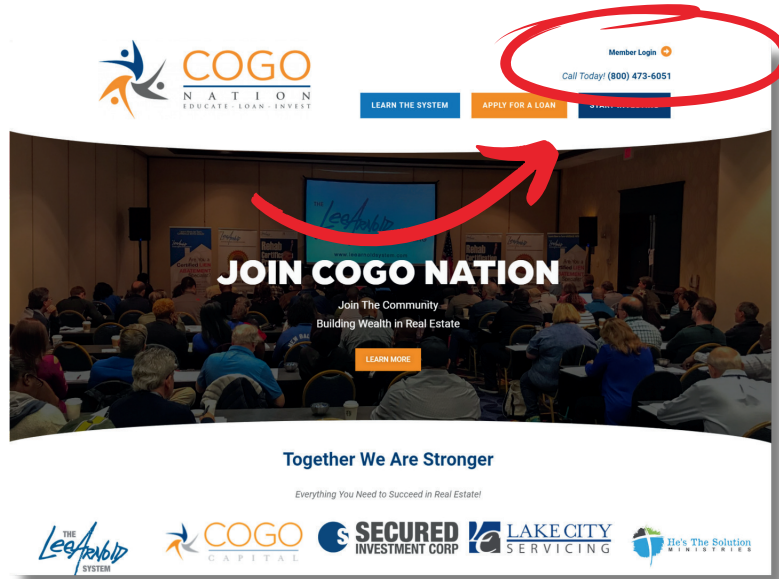 COGO
NATION
EDUCATE - LOAN - INVEST
Member Login
Call Today! (800) 473-6051
LEARN THE SYSTEM
APPLY FOR A LOAN
THE
LeeArnold
JOIN COGO NATION
Join The Community
Building Wealth in Real Estate
LEARN MORE
Together We Are Stronger
Everything You Need to Succeed in Real Estate!
THE
LeeArnold
SYSTEM
COGO
CAPITAL
S
SECURED
INVESTMENT CORP
LAKE CITY
SERVICING
He's The Solution
MINISTRIES